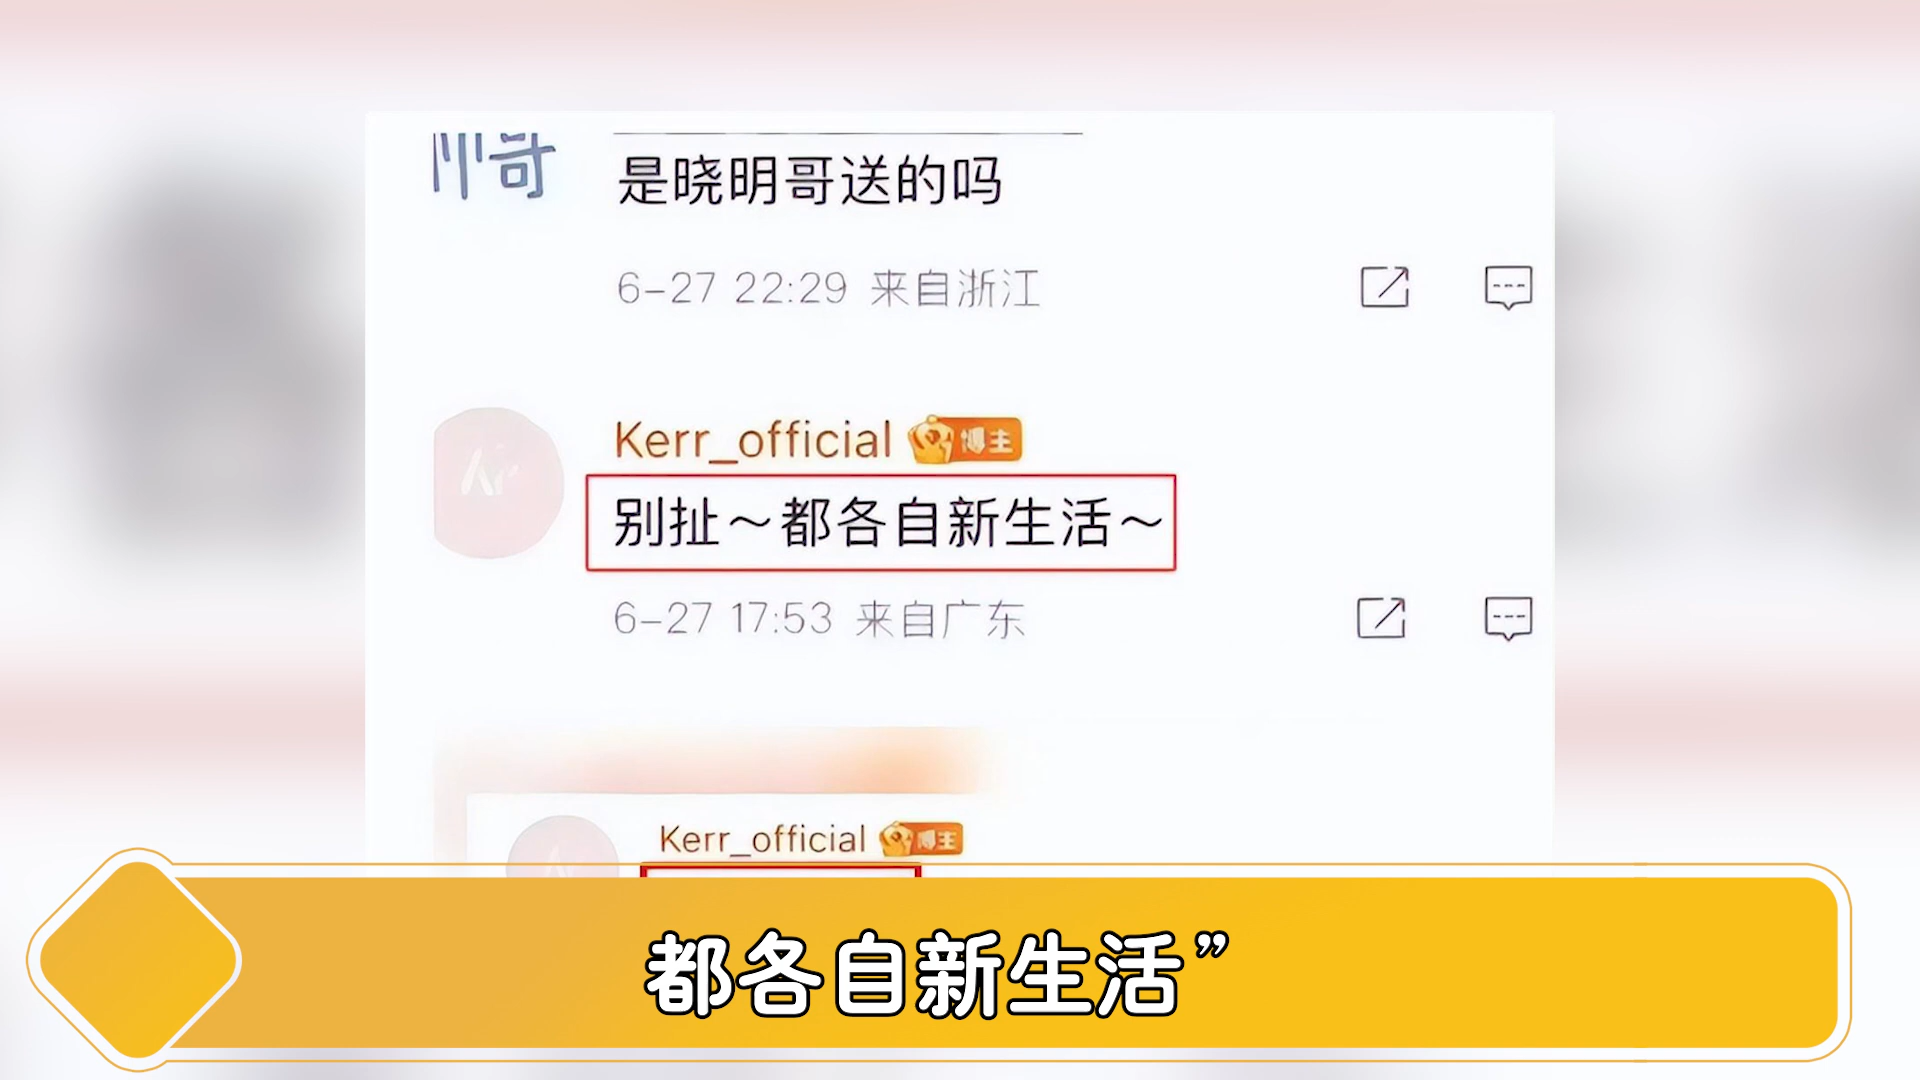 是晓明哥送的吗
6-27 22:29 来自浙江
Kerr_official 博主
别扯～都各自新生活～
6-27 17:53 来自广东
Kerr_official 博主
都各自新生活”